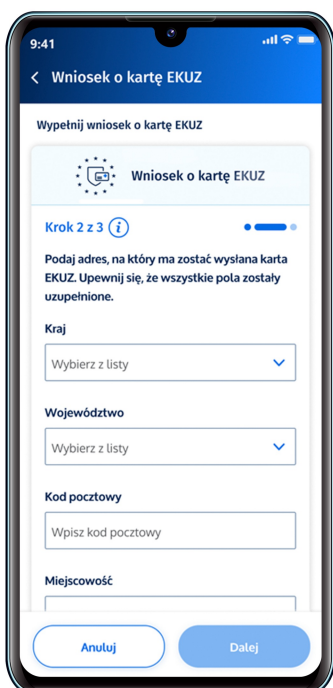 9:41
Wniosek o kartę EKUZ
Wypełnij wniosek o kartę EKUZ
Wniosek o kartę EKUZ
Krok 2 z 3 i
Podaj adres, na który ma zostać wysłana karta
EKUZ. Upewnij się, że wszystkie pola zostały
uzupełnione.
Kraj
Wybierz z listy
Województwo
Wybierz z listy
Kod pocztowy
Wpisz kod pocztowy
Miejscowość
Anuluj
Dalej